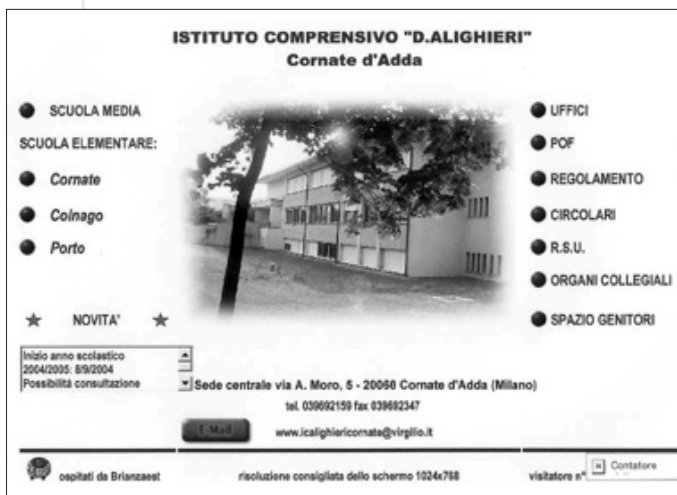 ISTITUTO COMPRENSIVO "D.ALIGHIERI"
Cornate d'Adda
SCUOLA MEDIA
SCUOLA ELEMENTARE:
Cornate
Colnago
Porto
NOVITA'
Inizio anno scolastico
2004/2005: 8/9/2004
Possibilità consultazione
UFFICI
POF
REGOLAMENTO
CIRCOLARI
R.S.U.
ORGANI COLLEGIALI
SPAZIO GENITORI
Sede centrale via A. Moro, 5 - 20068 Cornate d'Adda (Milano)
tel. 039692159 fax 039692347
E-Mail
www.icalighiericornate@virgilio.it
ospitati da Brianzaest
risoluzione consigliata dello schermo 1024x768
visitatore n°
Contatore